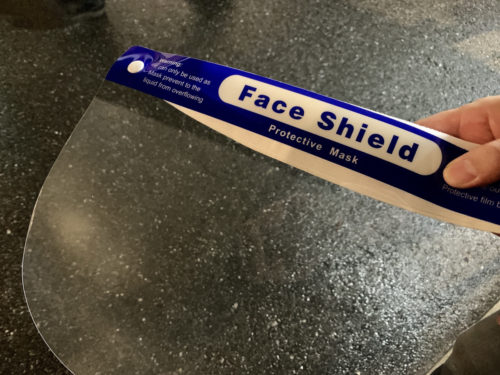 Warning:
can only be used as
Mask prevent to the
liquid from overflowing
Face Shield
Protective Mask
Protective film b